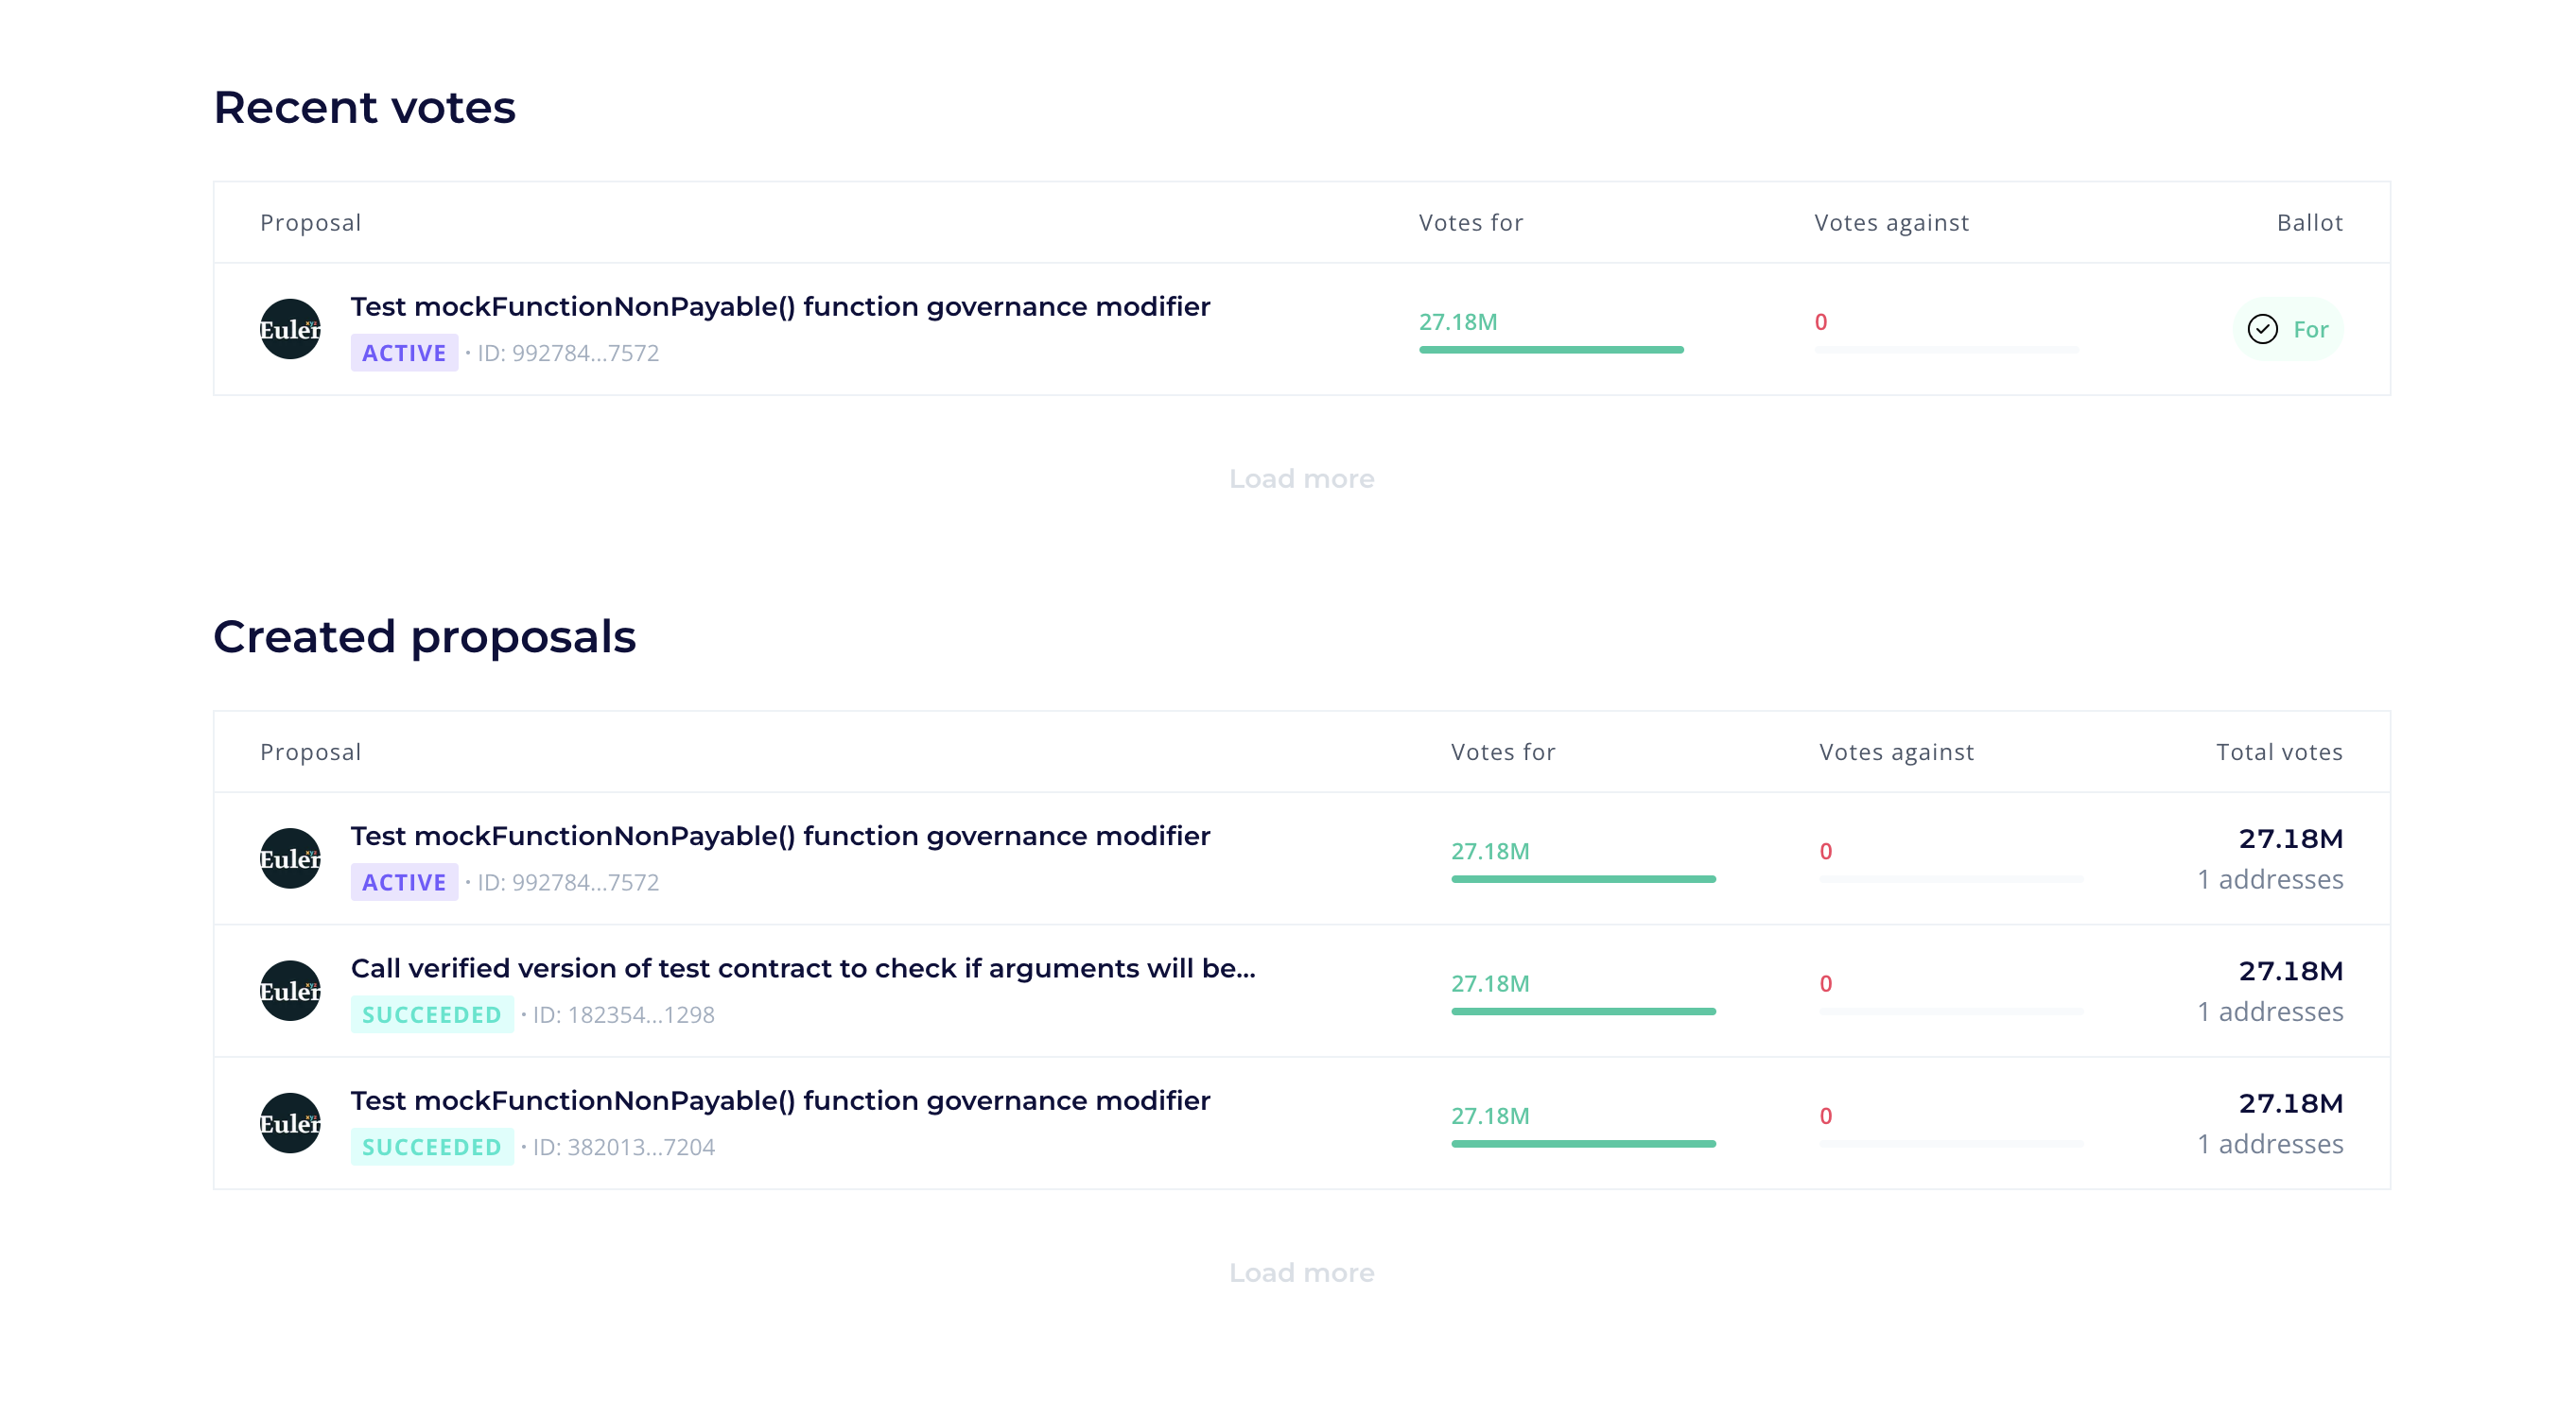 Recent votes
Proposal Votes for Votes against Ballot
Test mockFunctionNonPayable() function governance modifier
Euler xyz
27.18M 0 For
ACTIVE • ID: 992784...7572
Load more
Created proposals
Proposal Votes for Votes against Total votes
Test mockFunctionNonPayable() function governance modifier
Euler xyz
27.18M 0 27.18M
ACTIVE • ID: 992784...7572
1 addresses
Call verified version of test contract to check if arguments will be...
Euler xyz
27.18M 0 27.18M
SUCCEEDED • ID: 182354...1298
1 addresses
Test mockFunctionNonPayable() function governance modifier
Euler xyz
27.18M 0 27.18M
SUCCEEDED • ID: 382013...7204
1 addresses
Load more